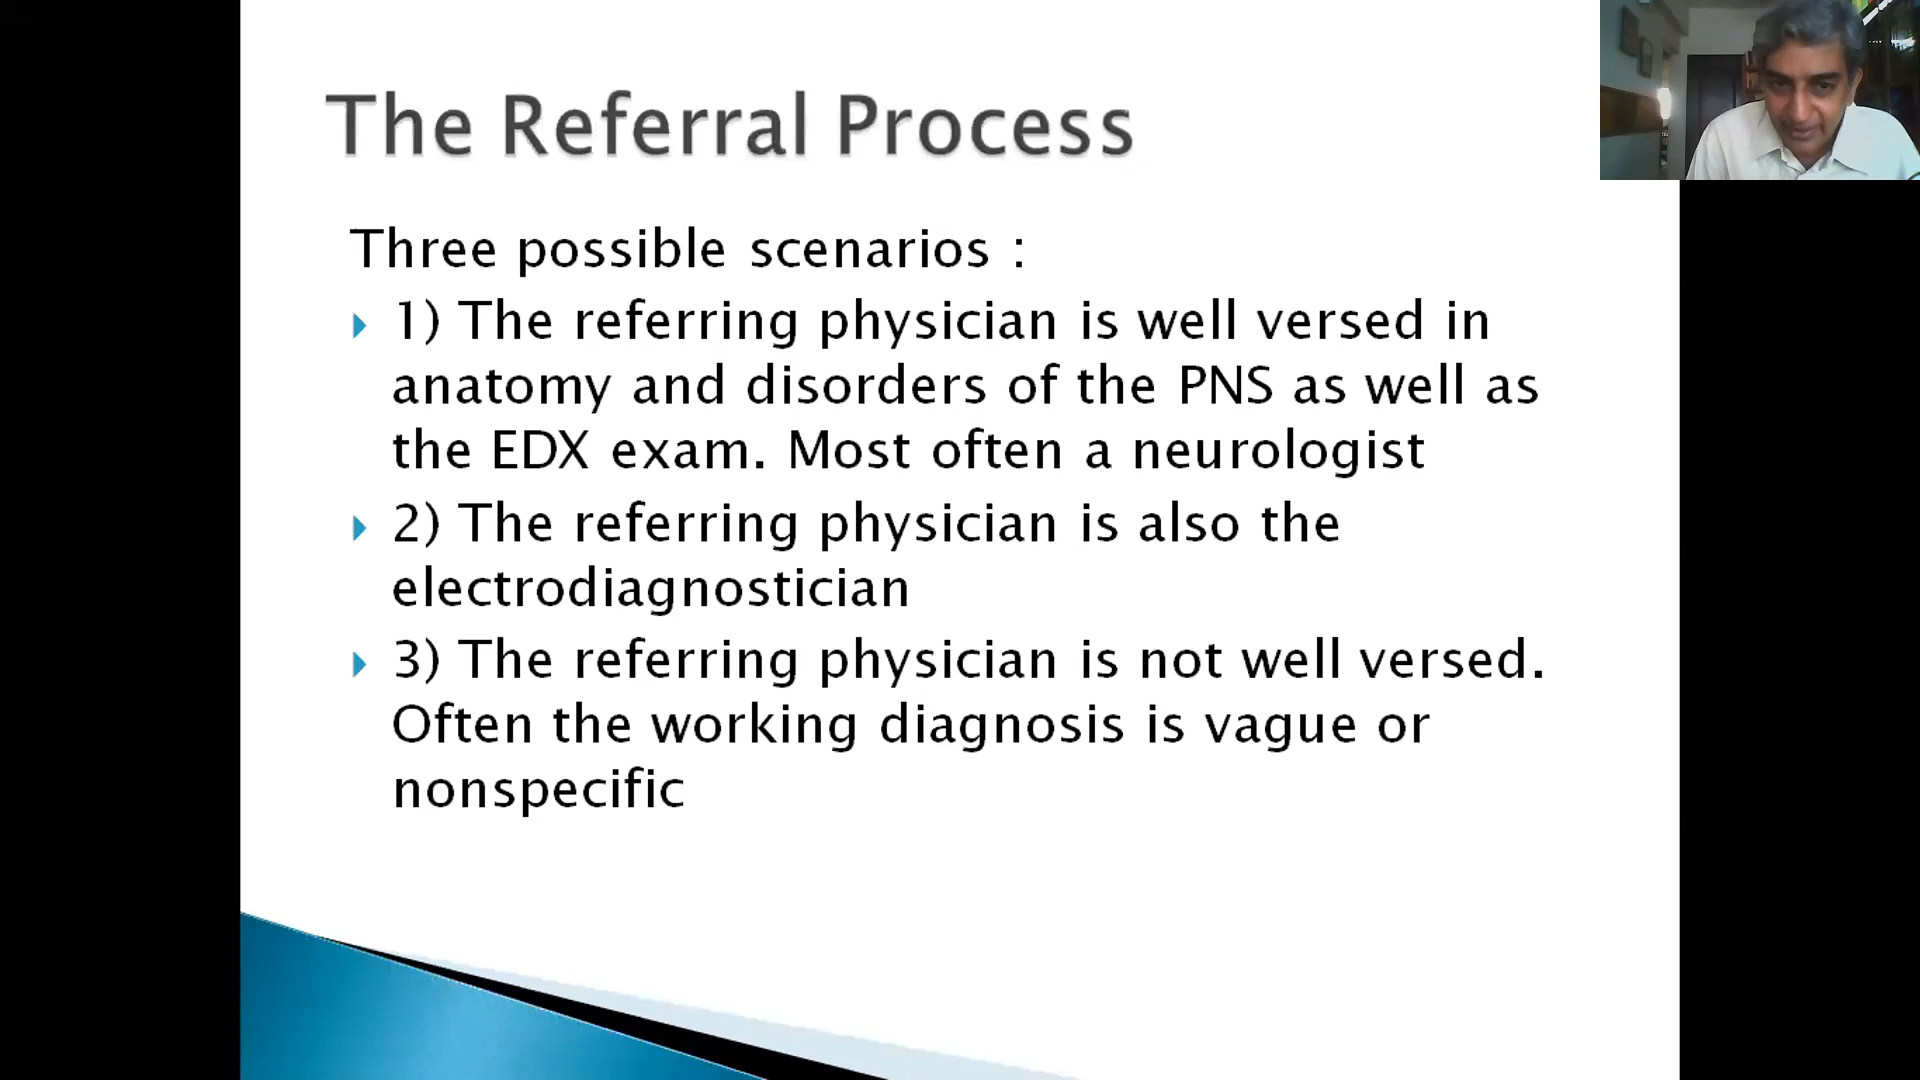 The Referral Process
Three possible scenarios :
1) The referring physician is well versed in
anatomy and disorders of the PNS as well as
the EDX exam. Most often a neurologist
2) The referring physician is also the
electrodiagnostician
3) The referring physician is not well versed.
Often the working diagnosis is vague or
nonspecific